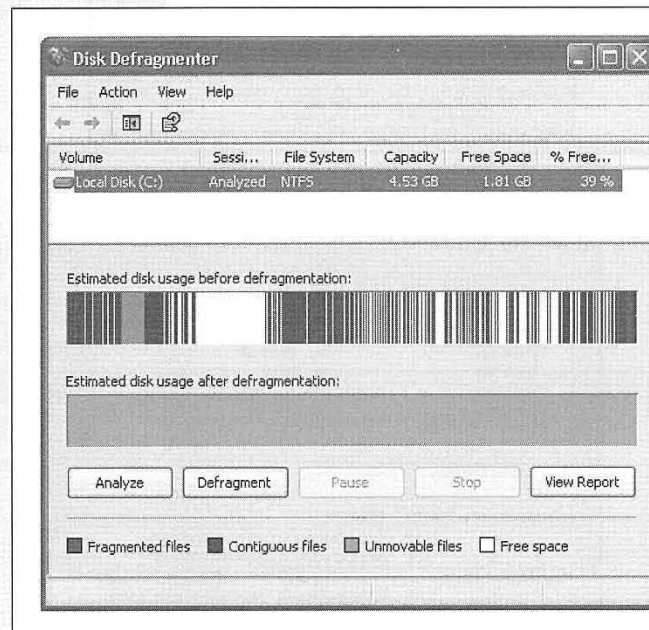 Disk Defragmenter
File Action View Help
Volume Sessi... File System Capacity Free Space % Free...
Local Disk (C:) Analyzed NTFS 4.53 GB 1.81 GB 39 %
Estimated disk usage before defragmentation:
Estimated disk usage after defragmentation:
Analyze Defragment Pause Stop View Report
Fragmented files Contiguous files Unmovable files Free space